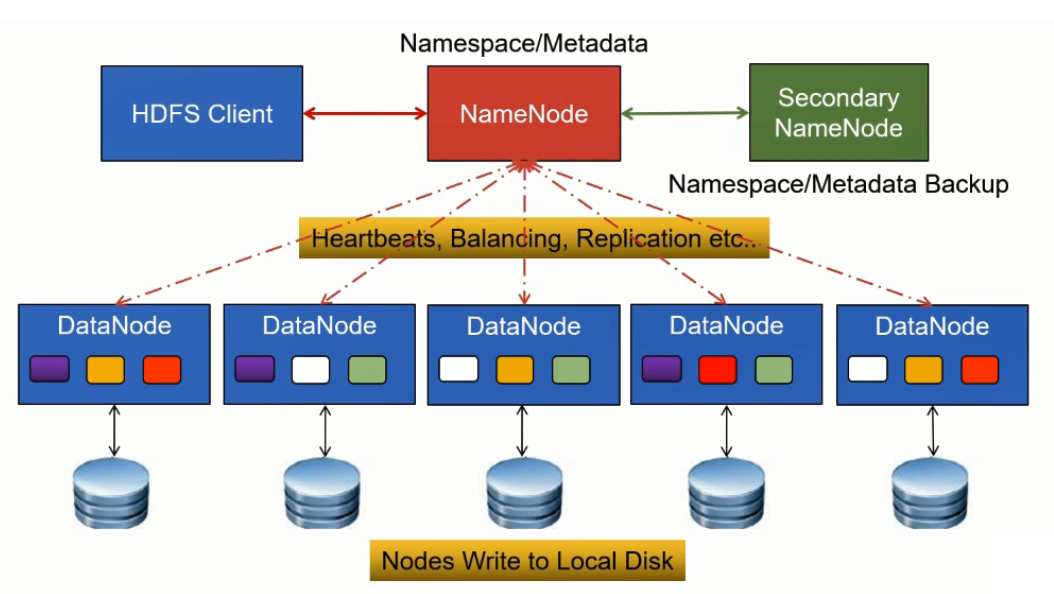 Namespace/Metadata
HDFS Client
NameNode
Secondary
NameNode
Namespace/Metadata Backup
Heartbeats, Balancing, Replication etc..
DataNode
DataNode
DataNode
DataNode
DataNode
Nodes Write to Local Disk